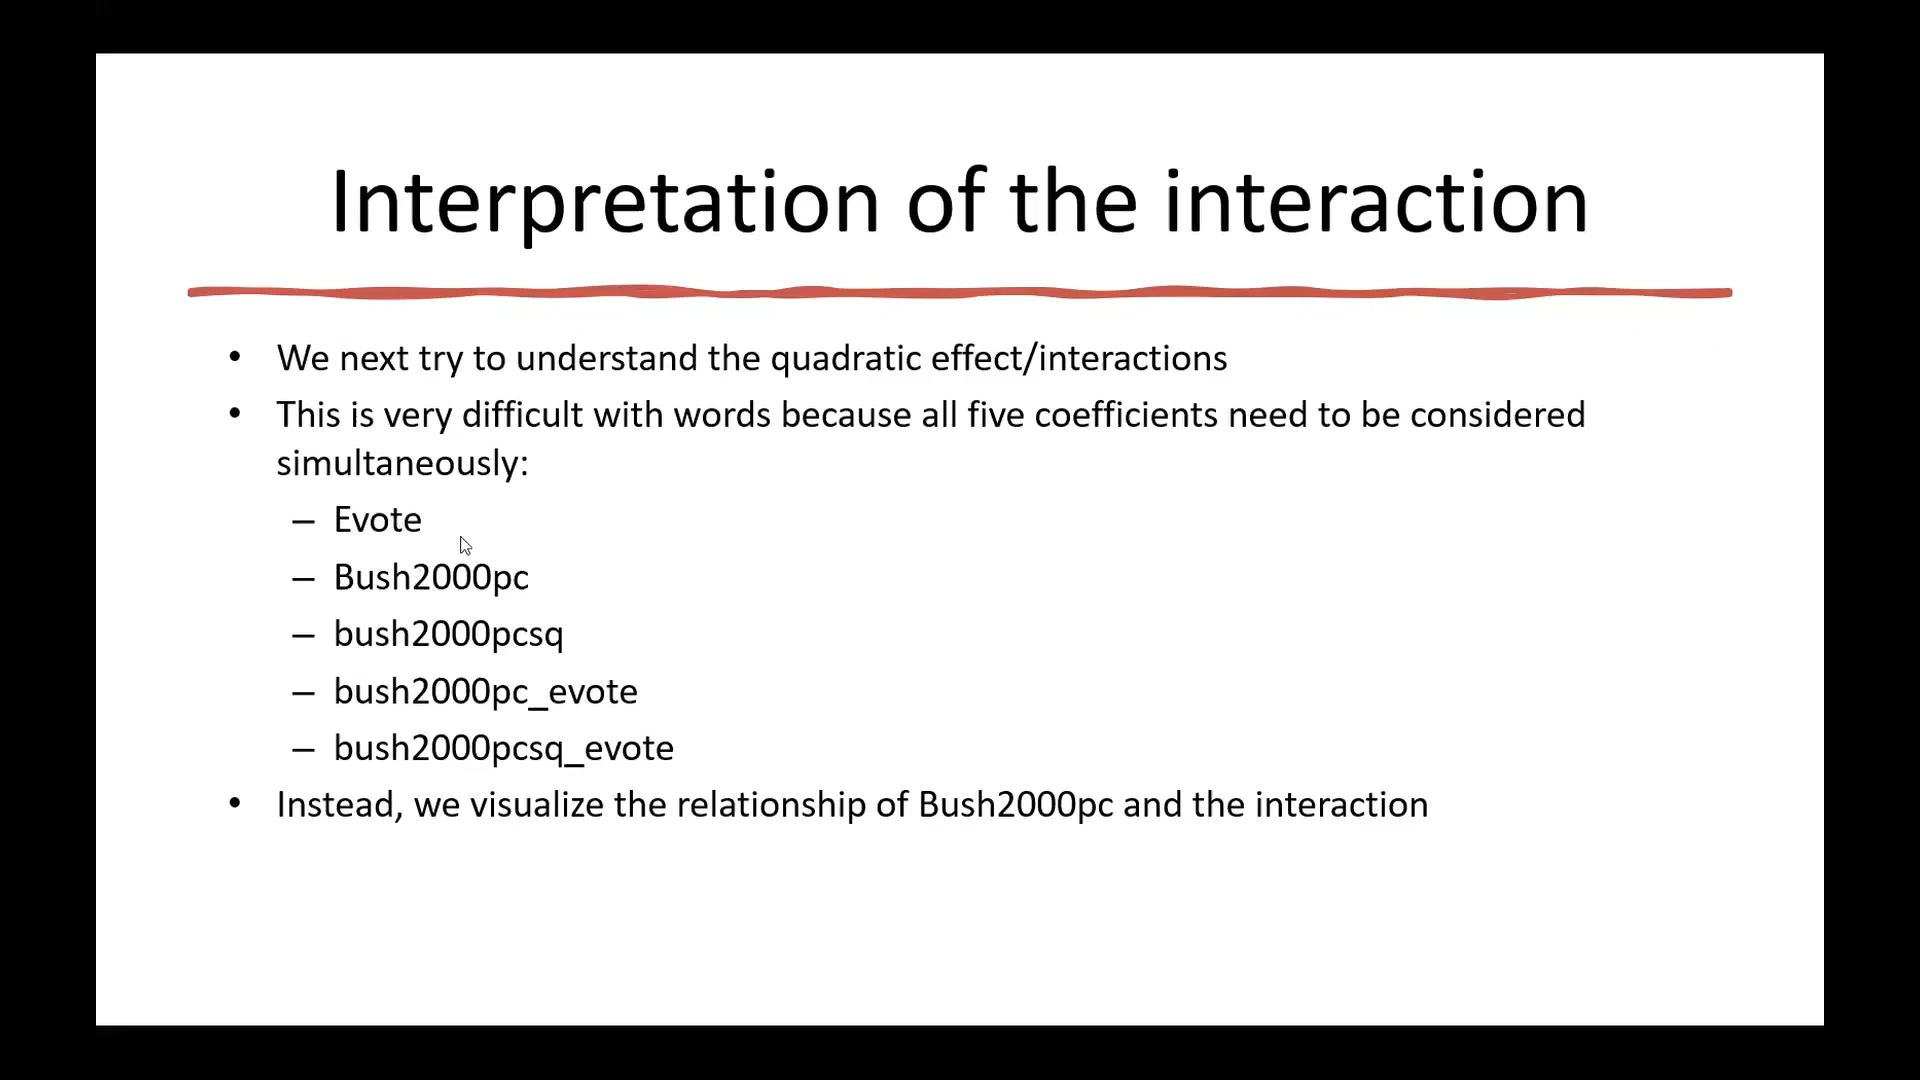 Interpretation of the interaction
• We next try to understand the quadratic effect/interactions
• This is very difficult with words because all five coefficients need to be considered
simultaneously:
– Evote
– Bush2000pc
– bush2000pcsq
– bush2000pc_evote
– bush2000pcsq_evote
• Instead, we visualize the relationship of Bush2000pc and the interaction